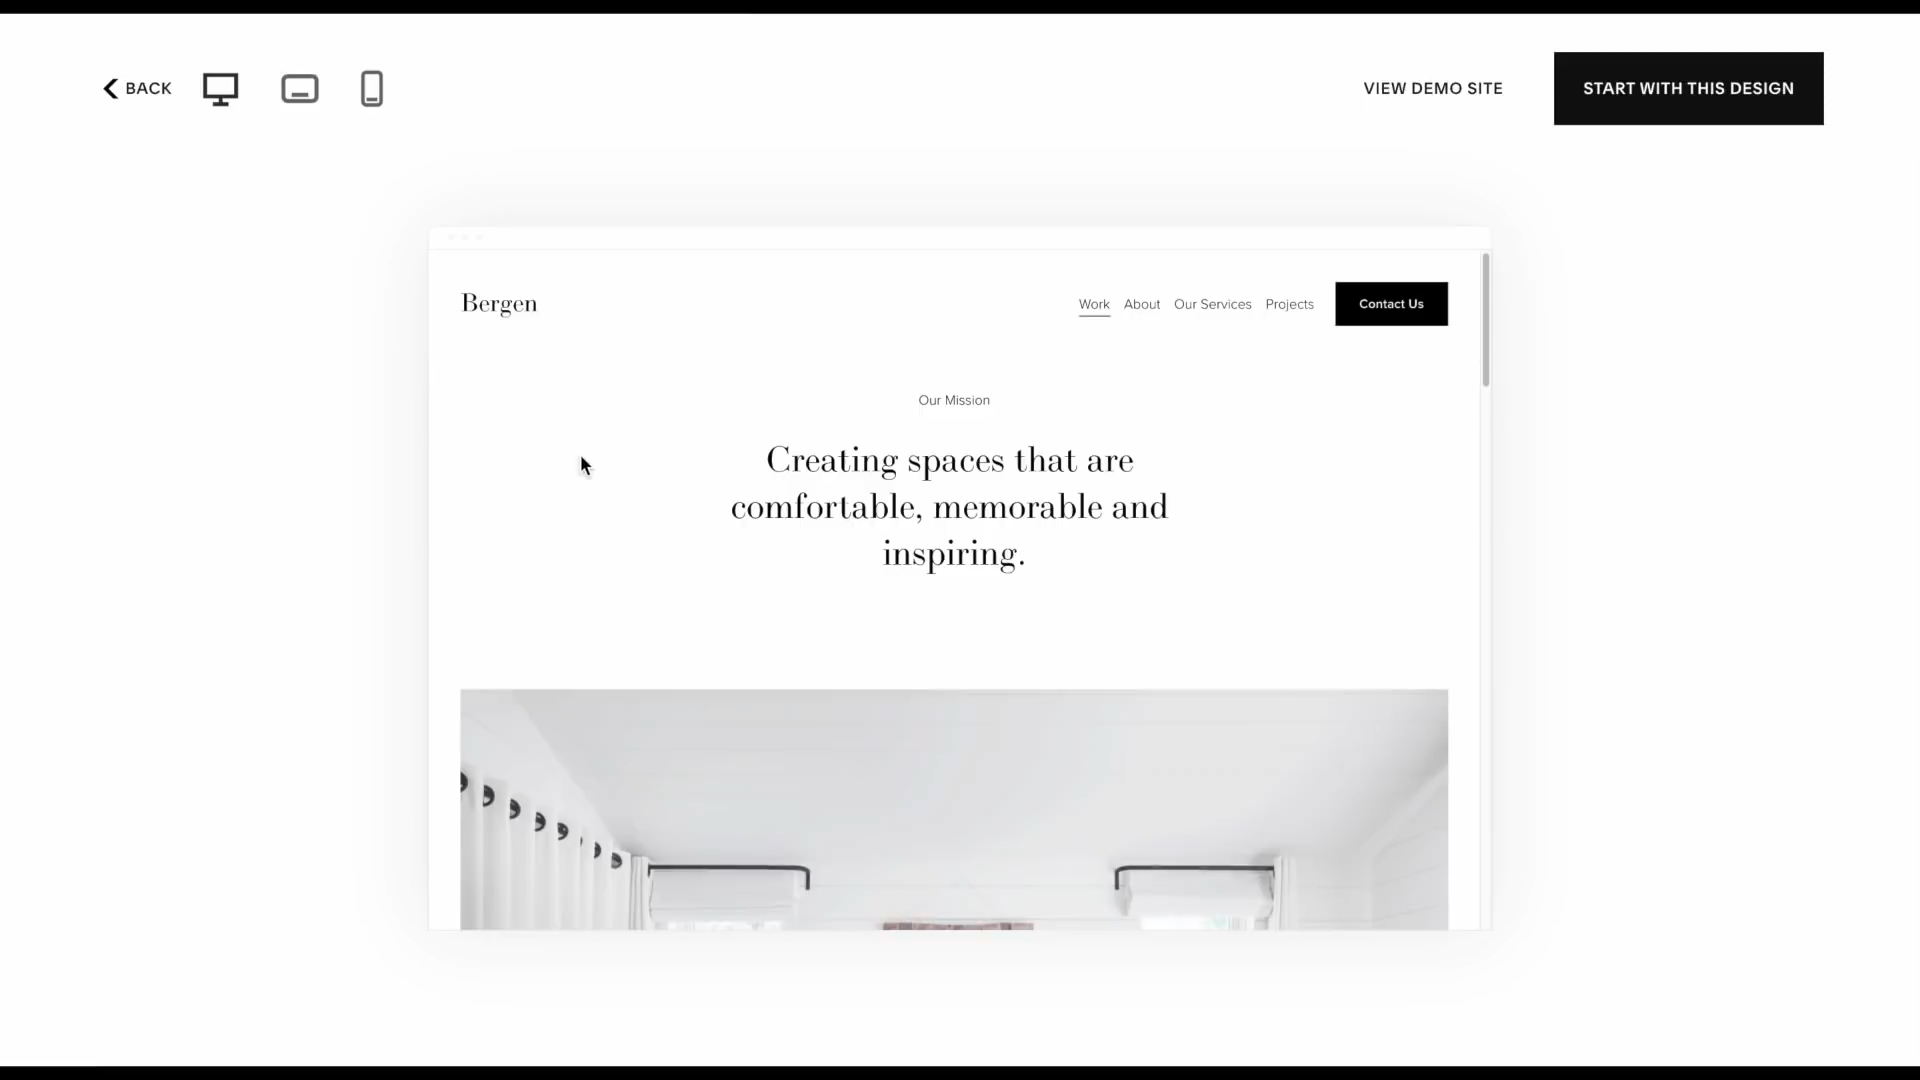 BACK
VIEW DEMO SITE
START WITH THIS DESIGN
Bergen
Work About Our Services Projects Contact Us
Our Mission
Creating spaces that are
comfortable, memorable and
inspiring.